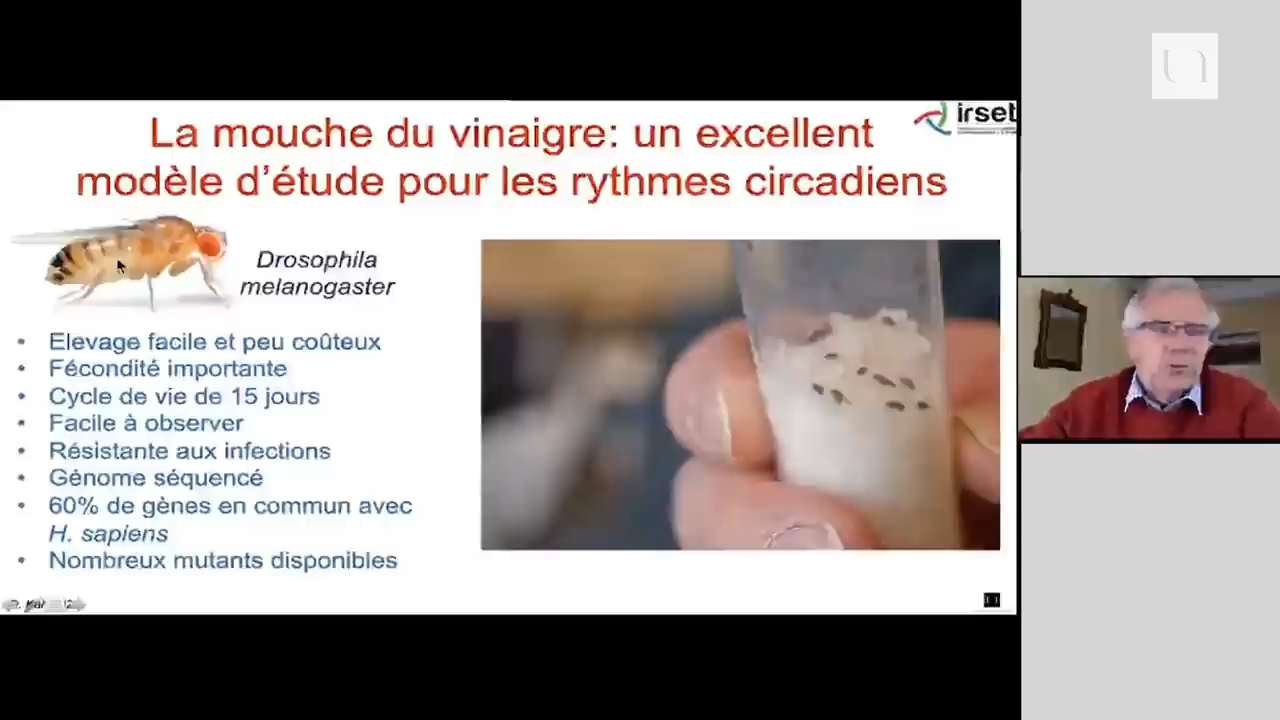 irset
La mouche du vinaigre: un excellent
modèle d'étude pour les rythmes circadiens
Drosophila
melanogaster
• Elevage facile et peu coûteux
• Fécondité importante
• Cycle de vie de 15 jours
• Facile à observer
• Résistante aux infections
• Génome séquencé
• 60% de gènes en commun avec
H. sapiens
• Nombreux mutants disponibles